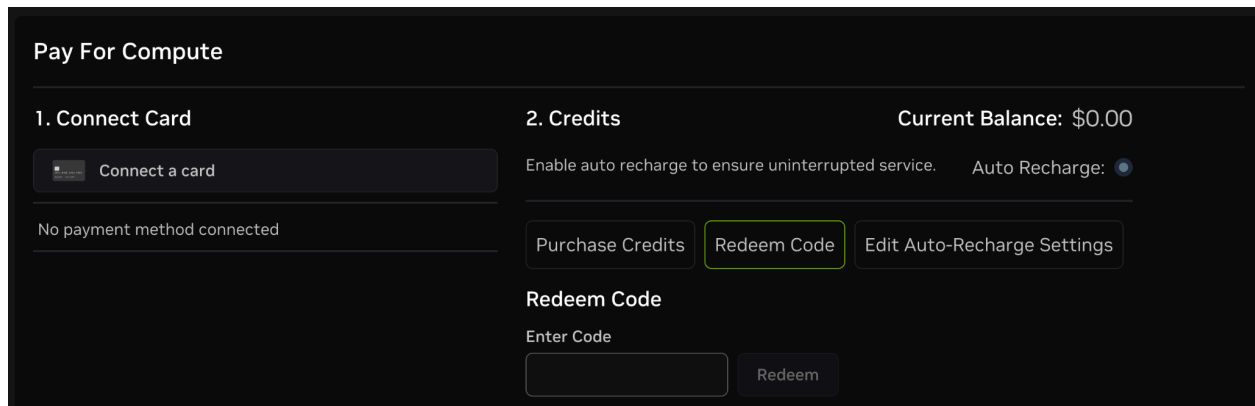 Pay For Compute
1. Connect Card
Connect a card
No payment method connected
2. Credits
Current Balance: $0.00
Enable auto recharge to ensure uninterrupted service.
Auto Recharge:
Purchase Credits
Redeem Code
Edit Auto-Recharge Settings
Redeem Code
Enter Code
Redeem